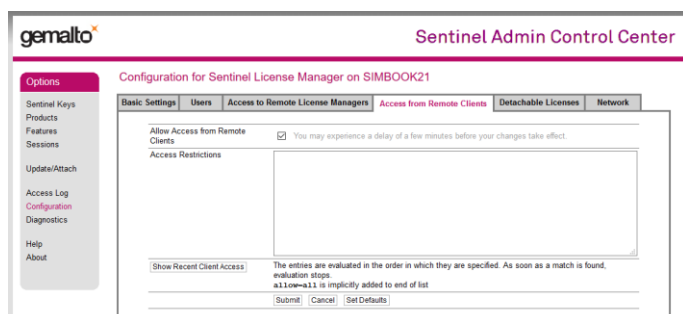 gemalto
Sentinel Admin Control Center
Options
Sentinel Keys
Products
Features
Sessions
Update/Attach
Access Log
Configuration
Diagnostics
Help
About
Configuration for Sentinel License Manager on SIMBOOK21
Basic Settings Users Access to Remote License Managers Access from Remote Clients Detachable Licenses Network
Allow Access from Remote
Clients
You may experience a delay of a few minutes before your changes take effect.
Access Restrictions
Show Recent Client Access
The entries are evaluated in the order in which they are specified. As soon as a match is found,
evaluation stops.
allow=all is implicitly added to end of list
Submit Cancel Set Defaults